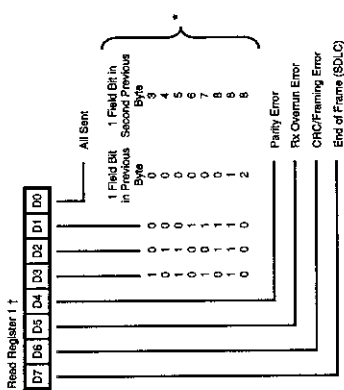 Read Register 1 †
D7 D6 D5 D4 D3 D2 D1 D0
All Sent
1 Field Bit in Previous Byte
1 Field Bit in Second Previous Byte
1 0 0 0 3
0 1 0 0 4
1 1 0 0 5
0 0 1 0 6
1 0 1 0 7
0 1 1 0 8
1 1 1 1 8
0 0 0 2 8
*
Parity Error
Rx Overrun Error
CRC/Framing Error
End of Frame (SDLC)